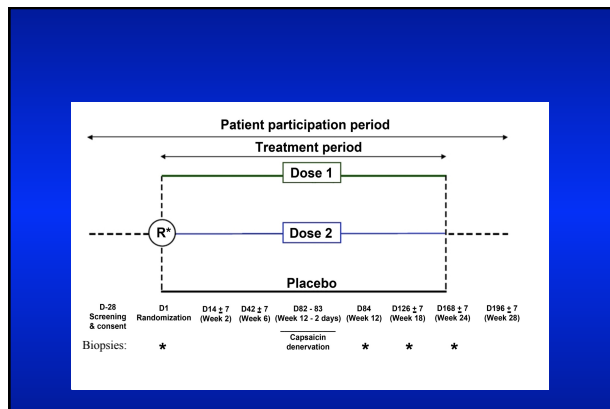 Patient participation period
Treatment period
Dose 1
R*
Dose 2
Placebo
D-28 D1 D14 ± 7 D42 ± 7 D82 - 83 D84 D126 ± 7 D168 ± 7 D196 ± 7
Screening Randomization (Week 2) (Week 6) (Week 12 - 2 days) (Week 12) (Week 18) (Week 24) (Week 28)
& consent
Capsaicin
Biopsies: * denervation * * *